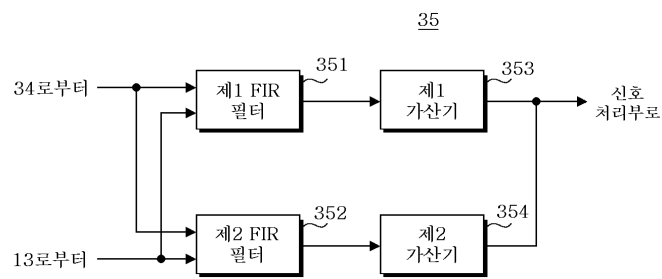 35
34로부터
제1 FIR
필터
351
제1
가산기
353
신호
처리부로
13로부터
제2 FIR
필터
352
제2
가산기
354